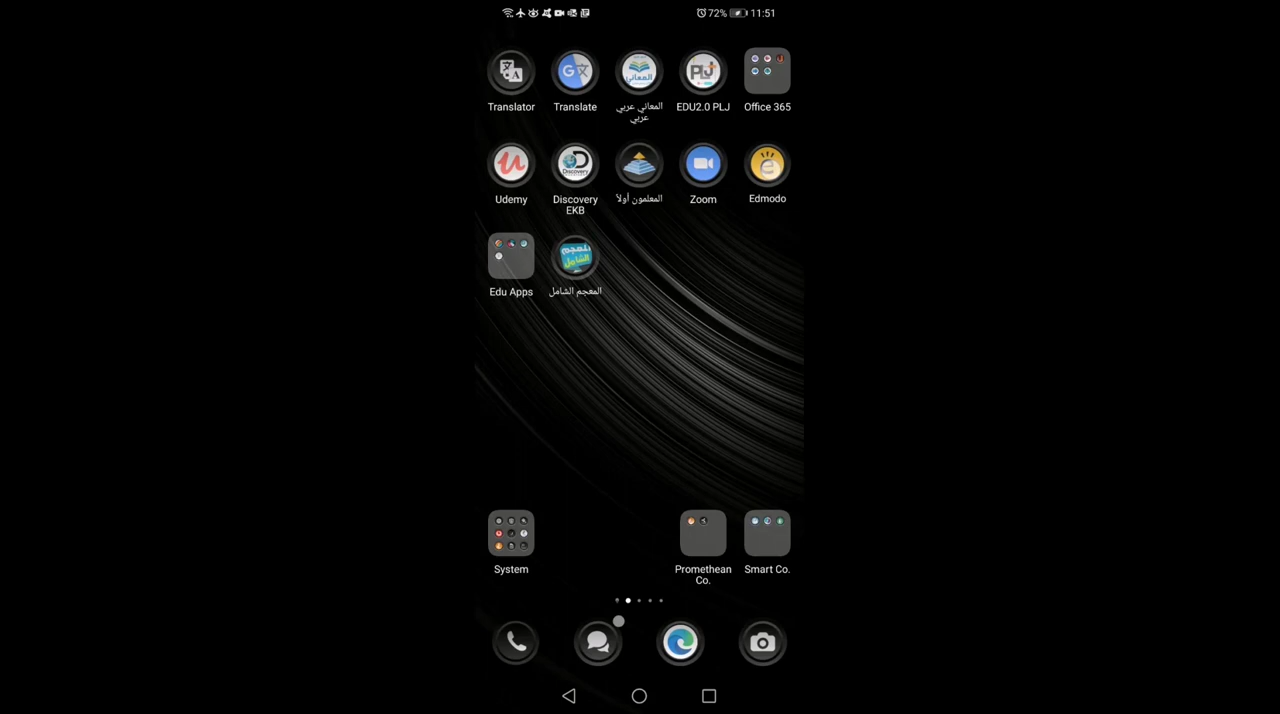 72% 11:51
Translator
Translate
المعاني عربي
عربي
EDU2.0 PLJ
Office 365
Udemy
Discovery
EKB
المعلمون أولاً
Zoom
Edmodo
Edu Apps
المعجم الشامل
System
Promethean
Co.
Smart Co.